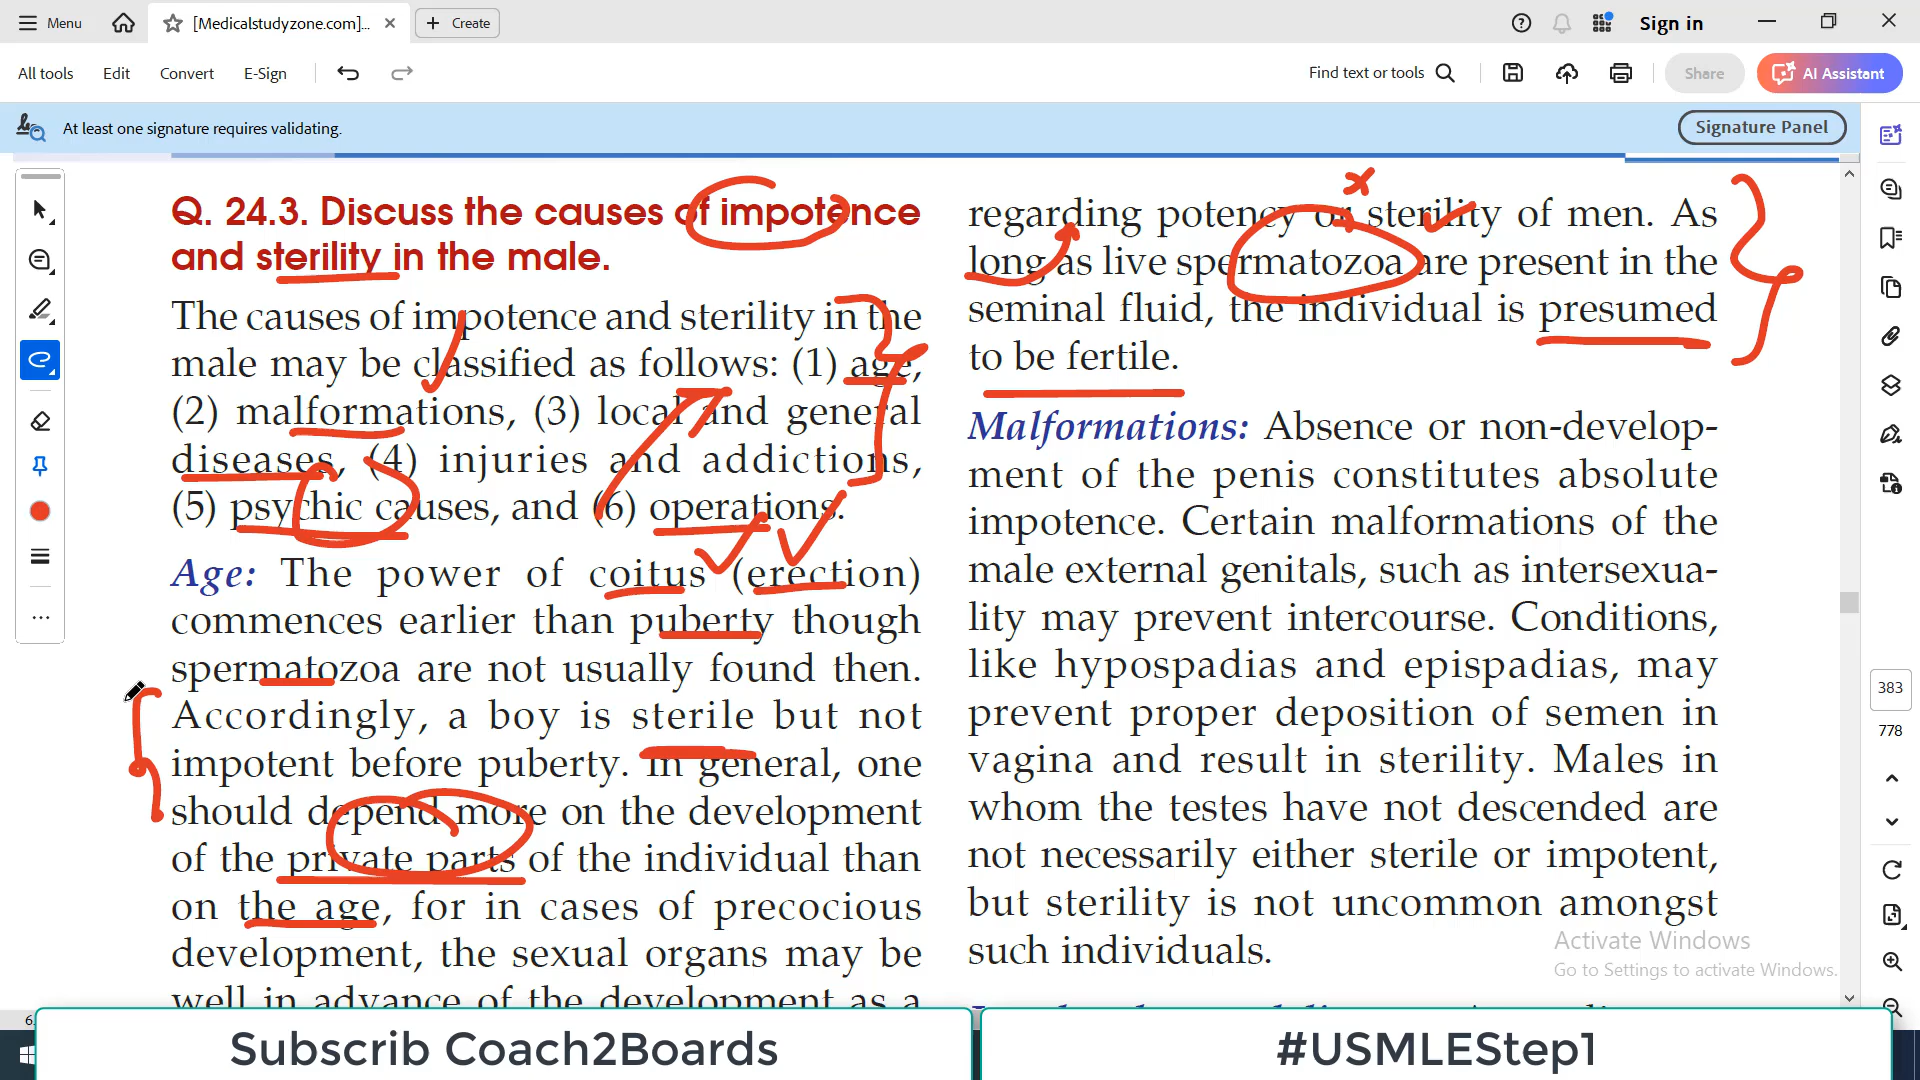 Menu
[Medicalstudyzone.com]...
Create
Sign in
All tools
Edit
Convert
E-Sign
Find text or tools
Share
AI Assistant
At least one signature requires validating.
Signature Panel
Q. 24.3. Discuss the causes of impotence
and sterility in the male.
The causes of impotence and sterility in the
male may be classified as follows: (1) age,
(2) malformations, (3) local and general
diseases, (4) injuries and addictions,
(5) psychic causes, and (6) operations.
Age: The power of coitus (erection)
commences earlier than puberty though
spermatozoa are not usually found then.
Accordingly, a boy is sterile but not
impotent before puberty. In general, one
should depend more on the development
of the private parts of the individual than
on the age, for in cases of precocious
development, the sexual organs may be
well in advance of the development as a
regarding potency or sterility of men. As
long as live spermatozoa are present in the
seminal fluid, the individual is presumed
to be fertile.
Malformations: Absence or non-develop-
ment of the penis constitutes absolute
impotence. Certain malformations of the
male external genitals, such as intersexua-
lity may prevent intercourse. Conditions,
like hypospadias and epispadias, may
prevent proper deposition of semen in
vagina and result in sterility. Males in
whom the testes have not descended are
not necessarily either sterile or impotent,
but sterility is not uncommon amongst
such individuals.
383
778
Activate Windows
Go to Settings to activate Windows.
Subscrib Coach2Boards
#USMLEStep1